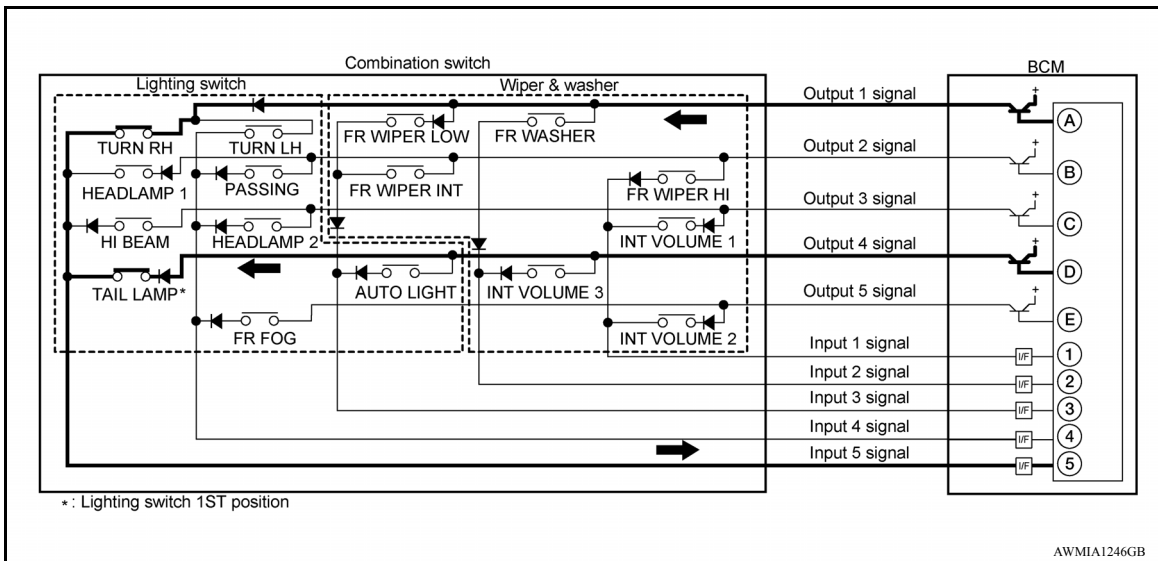 Combination switch
BCM
Lighting switch
Wiper & washer
Output 1 signal
+
A
TURN RH
TURN LH
FR WIPER LOW
FR WASHER
Output 2 signal
+
B
HEADLAMP 1
PASSING
FR WIPER INT
FR WIPER HI
Output 3 signal
+
C
HI BEAM
HEADLAMP 2
INT VOLUME 1
Output 4 signal
+
D
TAIL LAMP*
AUTO LIGHT
INT VOLUME 3
Output 5 signal
+
E
FR FOG
INT VOLUME 2
Input 1 signal
I/F
1
Input 2 signal
I/F
2
Input 3 signal
I/F
3
Input 4 signal
I/F
4
Input 5 signal
I/F
5
*: Lighting switch 1ST position
AWMIA1246GB